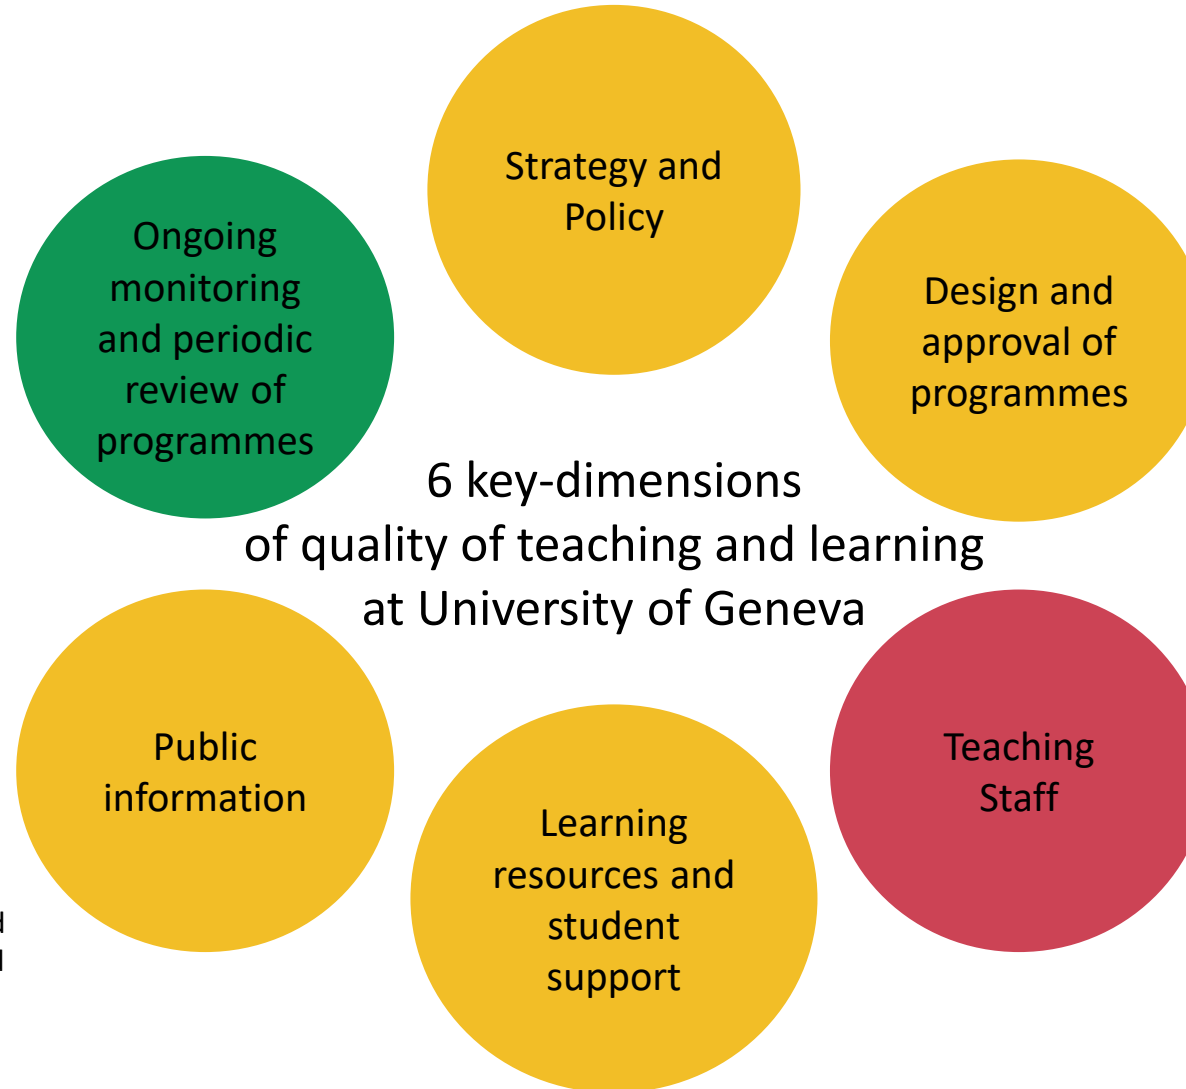 Strategy and
Policy
Ongoing
monitoring
and periodic
review of
programmes
Design and
approval of
programmes
6 key-dimensions
of quality of teaching and learning
at University of Geneva
Public
information
Teaching
Staff
Learning
resources and
student
support